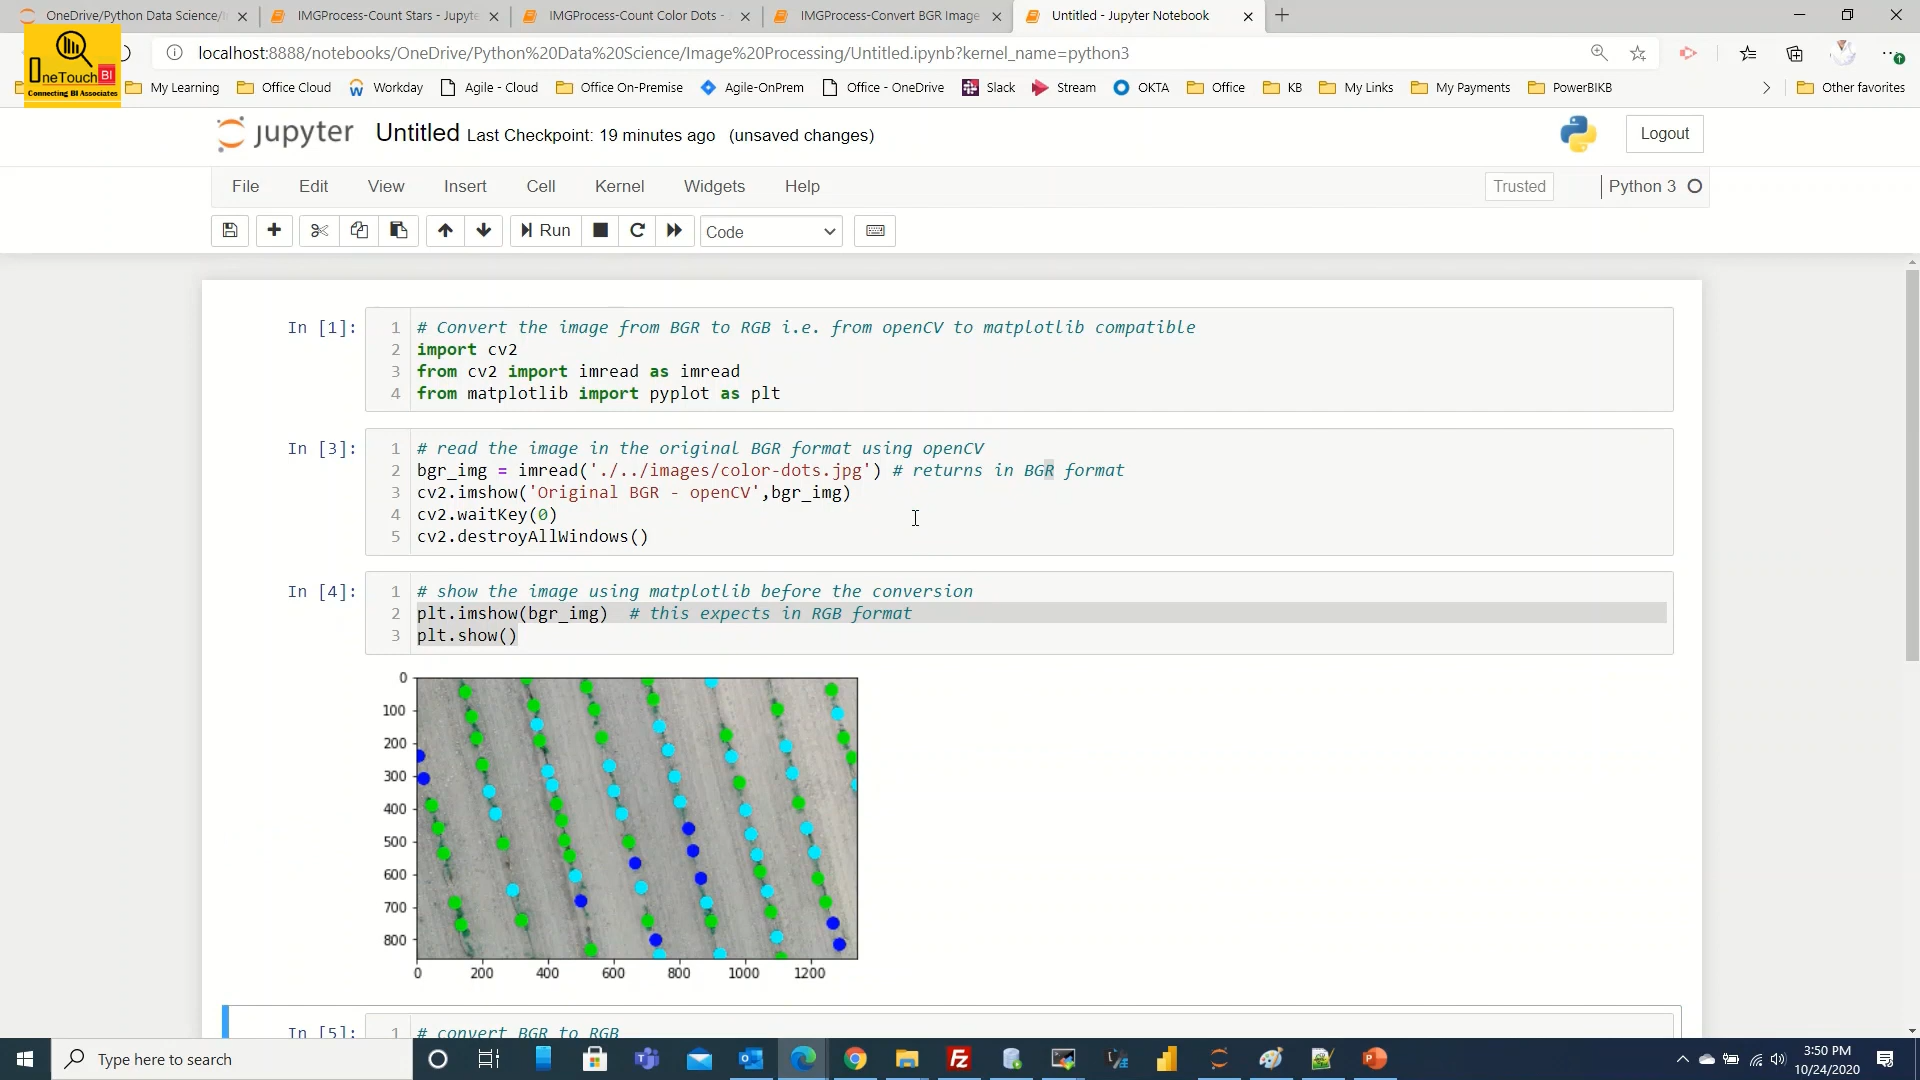 OneDrive/Python Data Science/I
IMGProcess-Count Stars - Jupyte
IMGProcess-Count Color Dots -
IMGProcess-Convert BGR Image
Untitled - Jupyter Notebook
localhost:8888/notebooks/OneDrive/Python%20Data%20Science/Image%20Processing/Untitled.ipynb?kernel_name=python3
OneTouch BI
Connecting BI Associates
My Learning
Office Cloud
Workday
Agile - Cloud
Office On-Premise
Agile-OnPrem
Office - OneDrive
Slack
Stream
OKTA
Office
KB
My Links
My Payments
PowerBIKB
Other favorites
jupyter Untitled Last Checkpoint: 19 minutes ago (unsaved changes)
Logout
File Edit View Insert Cell Kernel Widgets Help
Trusted
Python 3
Run
Code
In [1]:
1 # Convert the image from BGR to RGB i.e. from openCV to matplotlib compatible
2 import cv2
3 from cv2 import imread as imread
4 from matplotlib import pyplot as plt
In [3]:
1 # read the image in the original BGR format using openCV
2 bgr_img = imread('./../images/color-dots.jpg') # returns in BGR format
3 cv2.imshow('Original BGR - openCV',bgr_img)
4 cv2.waitKey(0)
5 cv2.destroyAllWindows()
In [4]:
1 # show the image using matplotlib before the conversion
2 plt.imshow(bgr_img)  # this expects in RGB format
3 plt.show()
0
100
200
300
400
500
600
700
800
0 200 400 600 800 1000 1200
In [5]:
1 # convert BGR to RGB
Type here to search
3:50 PM
10/24/2020